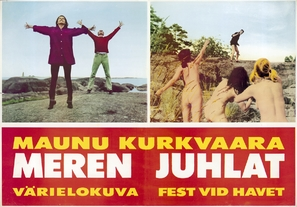 MAUNU KURKVAARA
MEREN JUHLAT
VÄRIELOKUVA FEST VID HAVET